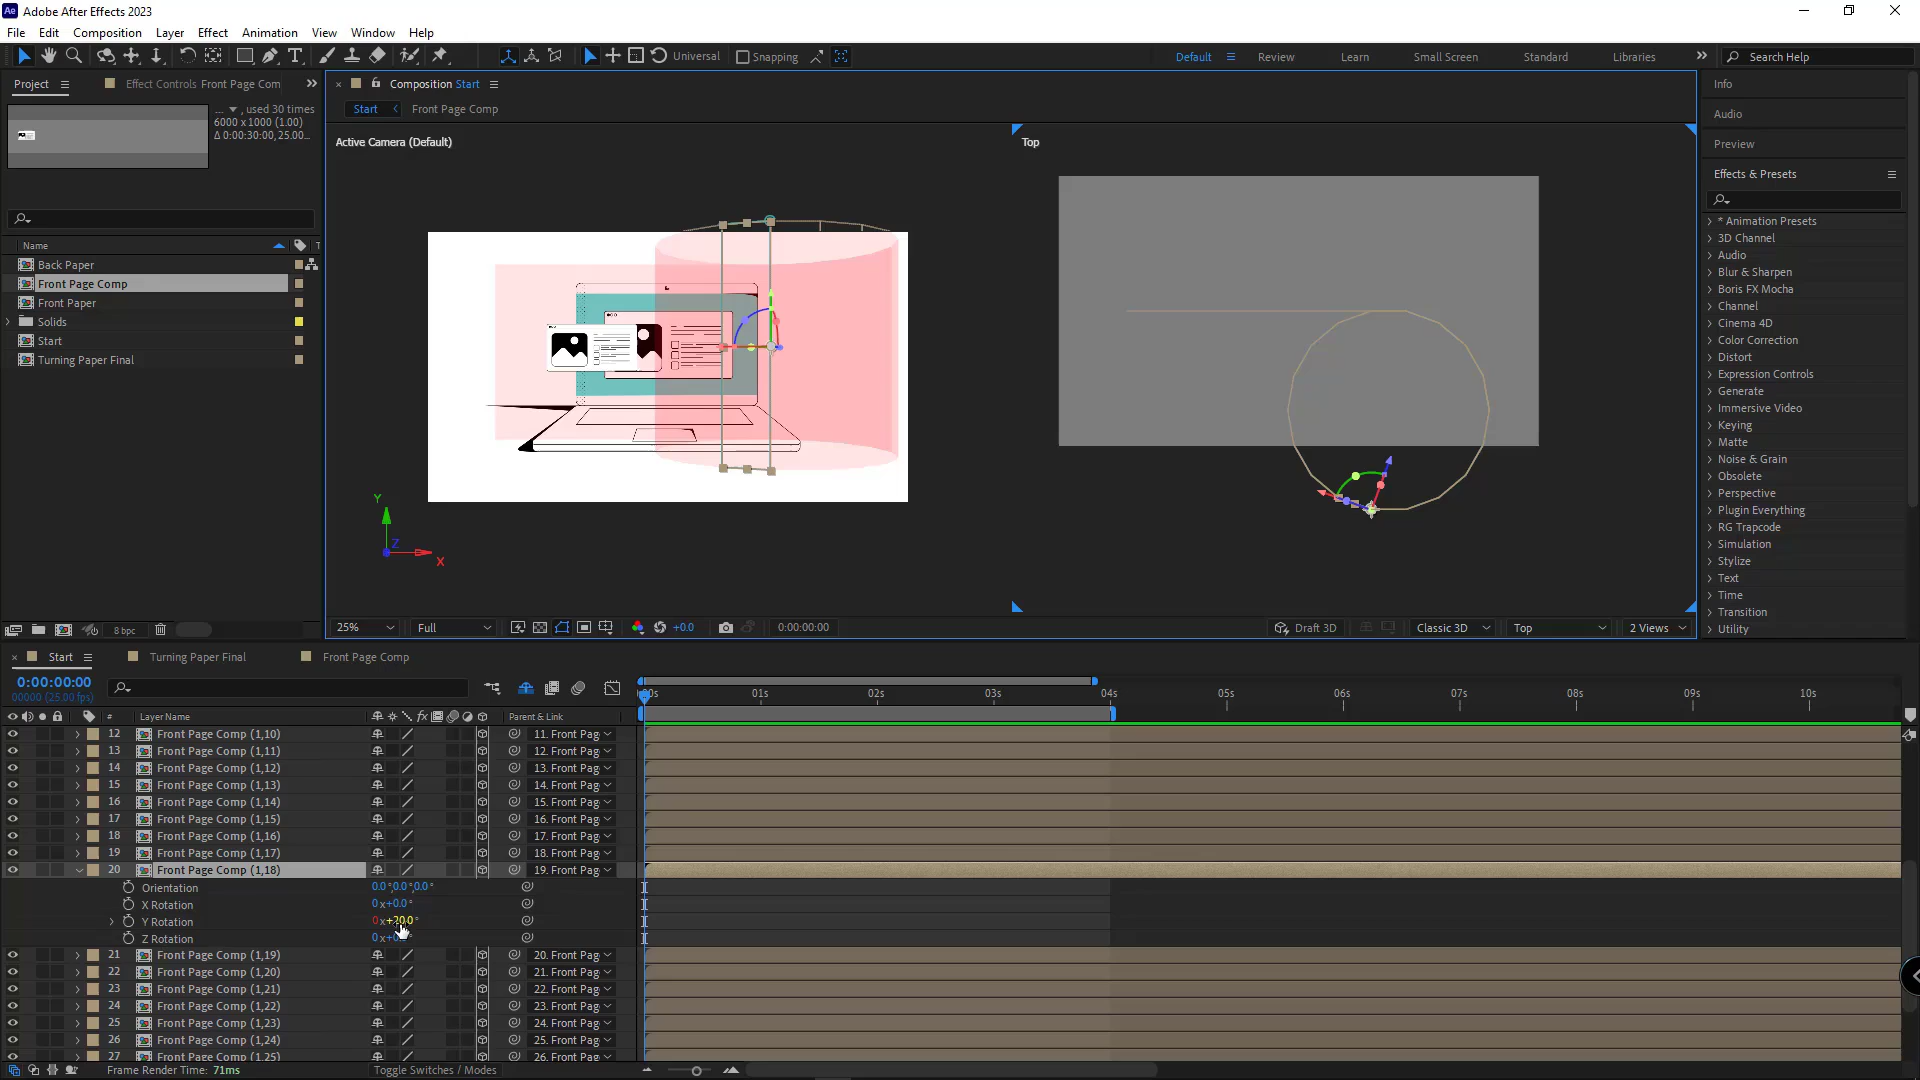 Adobe After Effects 2023
File Edit Composition Layer Effect Animation View Window Help
Universal Snapping Default Review Learn Small Screen Standard Libraries Search Help
Project Effect Controls Front Page Com
... , used 30 times
6000 x 1000 (1.00)
Δ 0:00:30:00, 25.00...
Name T
Back Paper
Front Page Comp
Front Paper
Solids
Start
Turning Paper Final
8 bpc
Composition Start
Start Front Page Comp
Active Camera (Default)
Top
Y
Z
X
25% Full +0.0 0:00:00:00 Draft 3D Classic 3D Top 2 Views
Info
Audio
Preview
Effects & Presets
* Animation Presets
3D Channel
Audio
Blur & Sharpen
Boris FX Mocha
Channel
Cinema 4D
Color Correction
Distort
Expression Controls
Generate
Immersive Video
Keying
Matte
Noise & Grain
Obsolete
Perspective
Plugin Everything
RG Trapcode
Simulation
Stylize
Text
Time
Transition
Utility
Start Turning Paper Final Front Page Comp
0:00:00:00
00000 (25.00 fps)
:00s 01s 02s 03s 04s 05s 06s 07s 08s 09s 10s
# Layer Name Parent & Link
12 Front Page Comp (1,10) 11. Front Pag
13 Front Page Comp (1,11) 12. Front Pag
14 Front Page Comp (1,12) 13. Front Pag
15 Front Page Comp (1,13) 14. Front Pag
16 Front Page Comp (1,14) 15. Front Pag
17 Front Page Comp (1,15) 16. Front Pag
18 Front Page Comp (1,16) 17. Front Pag
19 Front Page Comp (1,17) 18. Front Pag
20 Front Page Comp (1,18) 19. Front Pag
Orientation 0.0°,0.0°,0.0°
X Rotation 0x+0.0°
Y Rotation 0x+20.0°
Z Rotation 0x+0
21 Front Page Comp (1,19) 20. Front Pag
22 Front Page Comp (1,20) 21. Front Pag
23 Front Page Comp (1,21) 22. Front Pag
24 Front Page Comp (1,22) 23. Front Pag
25 Front Page Comp (1,23) 24. Front Pag
26 Front Page Comp (1,24) 25. Front Pag
27 Front Page Comp (1,25) 26. Front Pag
Frame Render Time: 71ms Toggle Switches / Modes